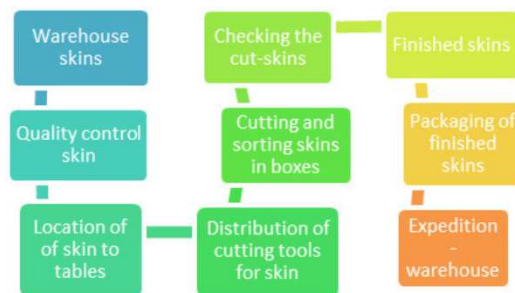 Warehouse
skins
Quality control
skin
Location of
of skin to
tables
Distribution of
cutting tools
for skin
Cutting and
sorting skins
in boxes
Checking the
cut-skins
Finished skins
Packaging of
finished
skins
Expedition
-
warehouse